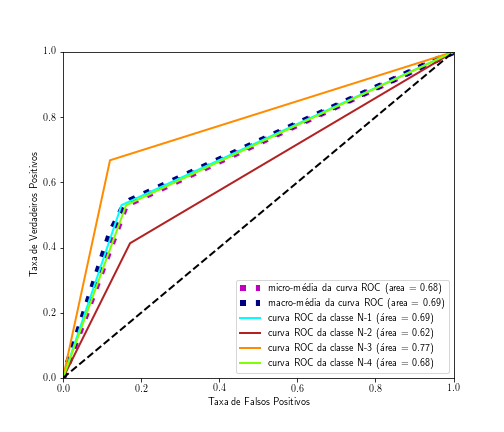 1.0
0.8
0.6
0.4
0.2
0.0
Taxa de Verdadeiros Positivos
0.0 0.2 0.4 0.6 0.8 1.0
Taxa de Falsos Positivos
micro-média da curva ROC (area = 0.68)
macro-média da curva ROC (area = 0.69)
curva ROC da classe N-1 (área = 0.69)
curva ROC da classe N-2 (área = 0.62)
curva ROC da classe N-3 (área = 0.77)
curva ROC da classe N-4 (área = 0.68)